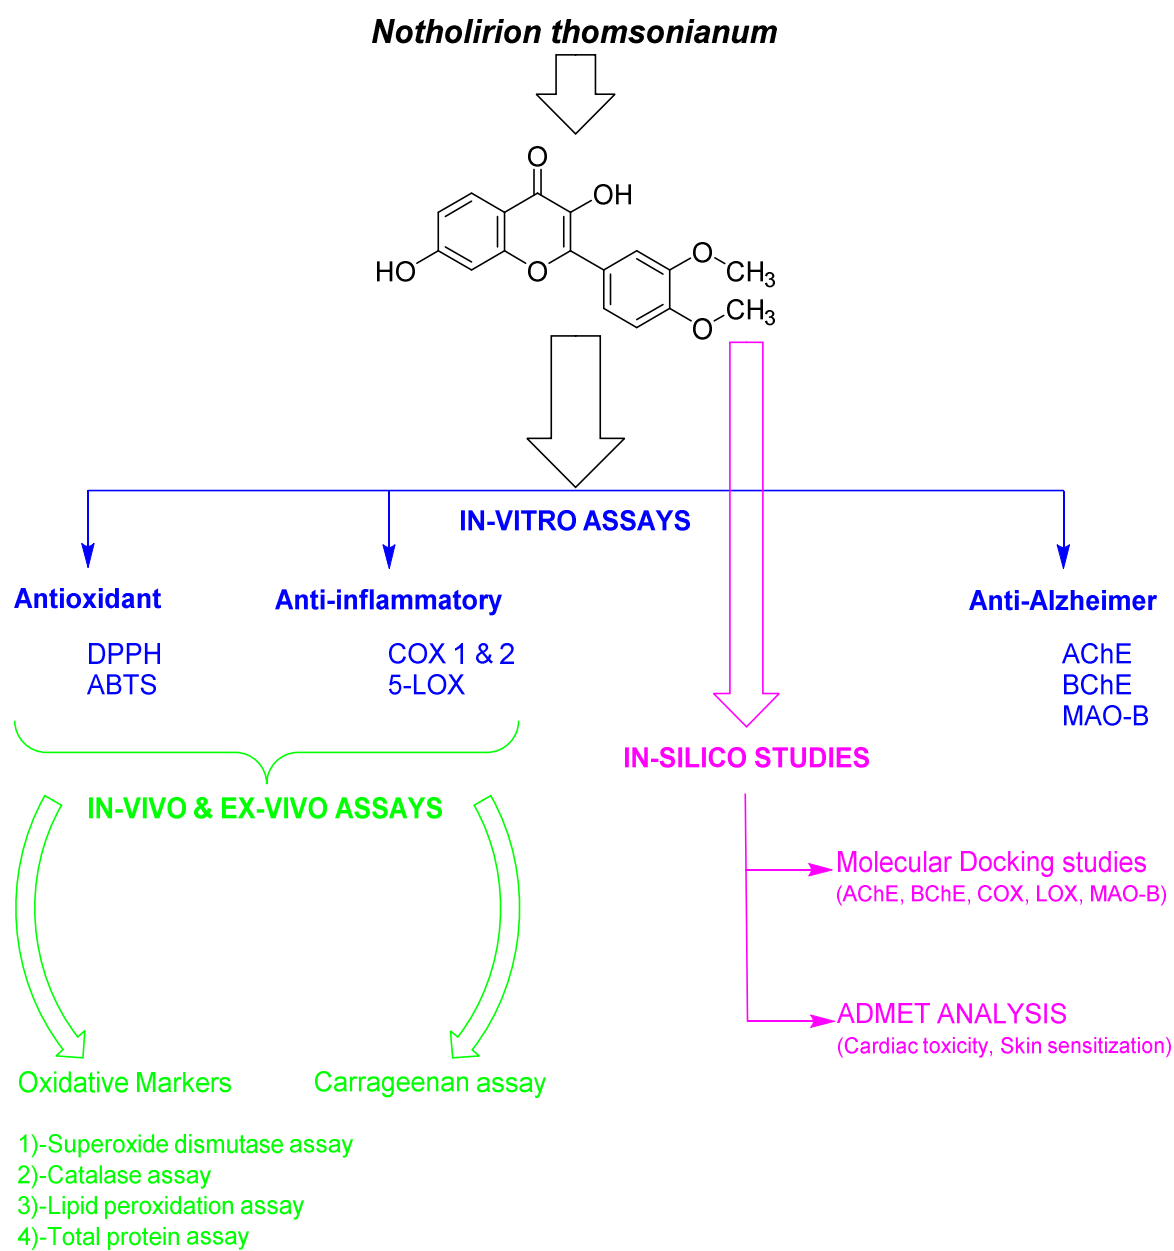 Notholirion thomsonianum
O
OH
HO
O
O
CH3
O
CH3
IN-VITRO ASSAYS
Antioxidant
DPPH
ABTS
Anti-inflammatory
COX 1 & 2
5-LOX
Anti-Alzheimer
AChE
BChE
MAO-B
IN-SILICO STUDIES
Molecular Docking studies
(AChE, BChE, COX, LOX, MAO-B)
ADMET ANALYSIS
(Cardiac toxicity, Skin sensitization)
IN-VIVO & EX-VIVO ASSAYS
Oxidative Markers
Carrageenan assay
1)-Superoxide dismutase assay
2)-Catalase assay
3)-Lipid peroxidation assay
4)-Total protein assay